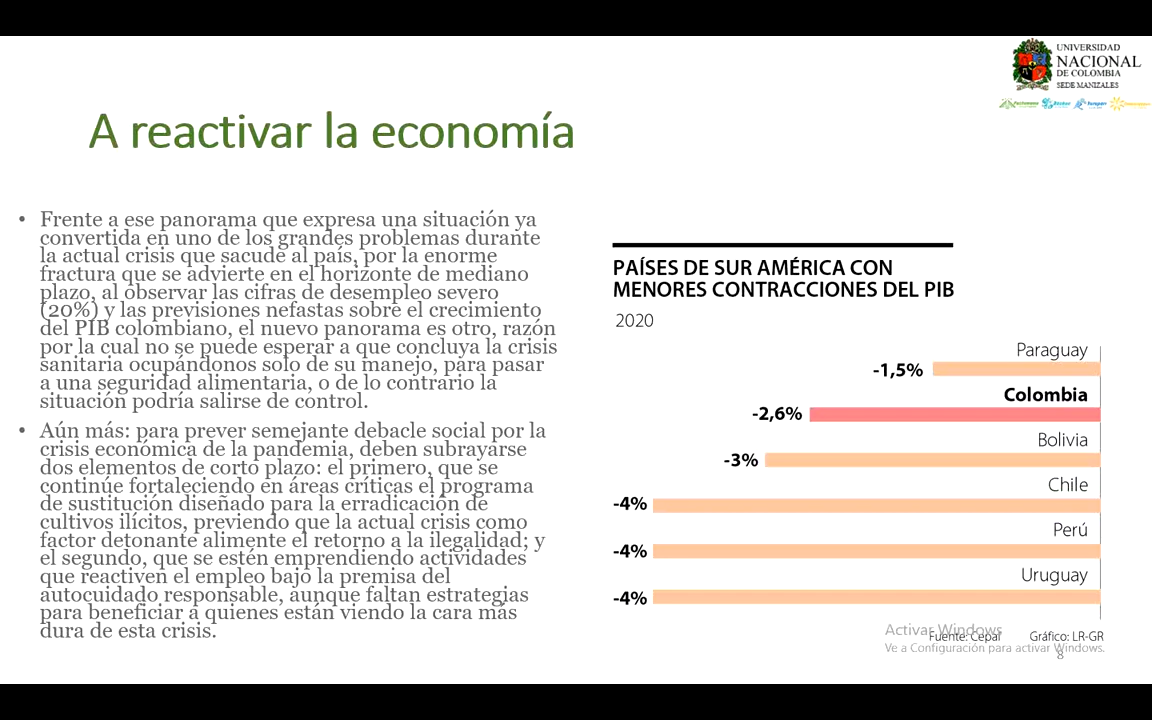 UNIVERSIDAD
NACIONAL
DE COLOMBIA
SEDE MANIZALES
A reactivar la economía
• Frente a ese panorama que expresa una situación ya
convertida en uno de los grandes problemas durante
la actual crisis que sacude al país, por la enorme
fractura que se advierte en el horizonte de mediano
plazo, al observar las cifras de desempleo severo
(20%) y las previsiones nefastas sobre el crecimiento
del PIB colombiano, el nuevo panorama es otro, razón
por la cual no se puede esperar a que concluya la crisis
sanitaria ocupándonos solo de su manejo, para pasar
a una seguridad alimentaria, o de lo contrario la
situación podría salirse de control.
• Aún más: para prever semejante debacle social por la
crisis económica de la pandemia, deben subrayarse
dos elementos de corto plazo: el primero, que se
continúe fortaleciendo en áreas críticas el programa
de sustitución diseñado para la erradicación de
cultivos ilícitos, previendo que la actual crisis como
factor detonante alimente el retorno a la ilegalidad; y
el segundo, que se estén emprendiendo actividades
que reactiven el empleo bajo la premisa del
autocuidado responsable, aunque faltan estrategias
para beneficiar a quienes están viendo la cara más
dura de esta crisis.
PAÍSES DE SUR AMÉRICA CON
MENORES CONTRACCIONES DEL PIB
2020
Paraguay
-1,5%
Colombia
-2,6%
Bolivia
-3%
Chile
-4%
Perú
-4%
Uruguay
-4%
Activar Windows
Fuente: Cepal Gráfico: LR-GR
Ve a Configuración para activar Windows.
8